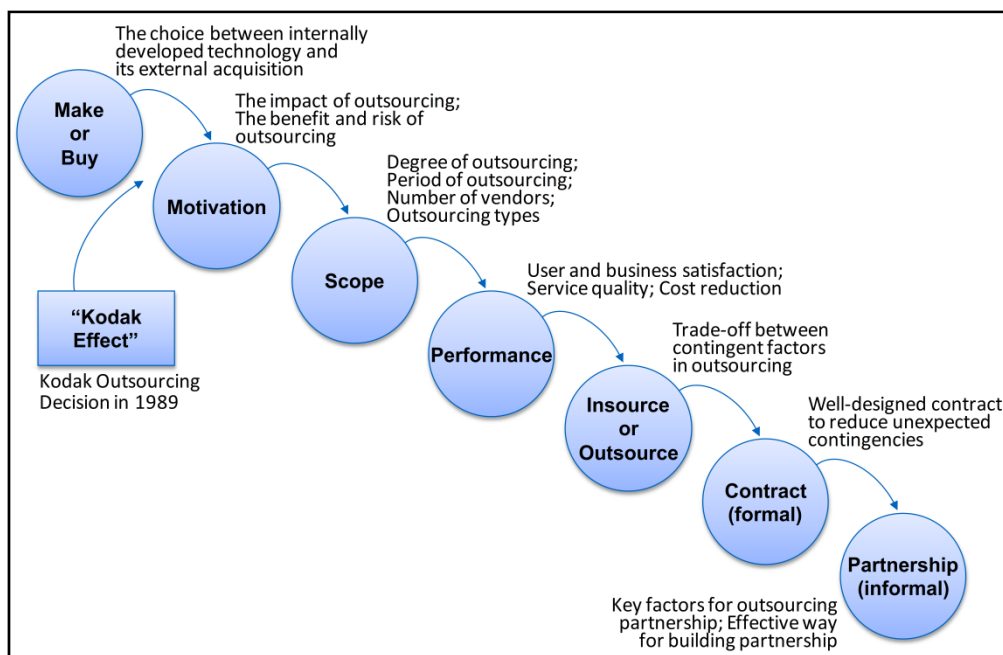 The choice between internally
developed technology and
its external acquisition
Make
or
Buy
The impact of outsourcing;
The benefit and risk of
outsourcing
Motivation
Degree of outsourcing;
Period of outsourcing;
Number of vendors;
Outsourcing types
Scope
“Kodak
Effect”
Kodak Outsourcing
Decision in 1989
User and business satisfaction;
Service quality; Cost reduction
Performance
Trade-off between
contingent factors
in outsourcing
Insource
or
Outsource
Well-designed contract
to reduce unexpected
contingencies
Contract
(formal)
Partnership
(informal)
Key factors for outsourcing
partnership; Effective way
for building partnership